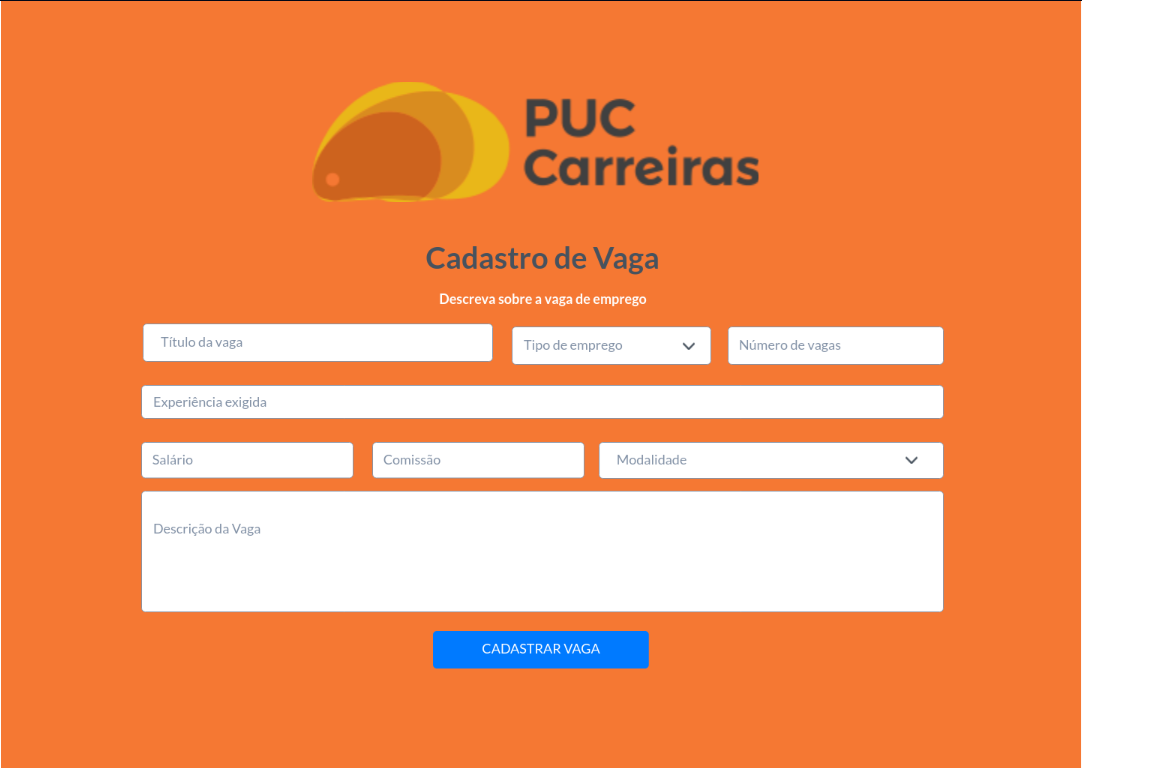 PUC
Carreiras
Cadastro de Vaga
Descreva sobre a vaga de emprego
Título da vaga
Tipo de emprego
Número de vagas
Experiência exigida
Salário
Comissão
Modalidade
Descrição da Vaga
CADASTRAR VAGA